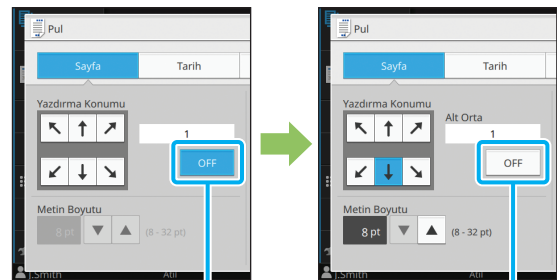 Pul
Sayfa
Tarih
Yazdırma Konumu
1
OFF
Metin Boyutu
8 pt
(8 - 32 pt)
J.Smith
Atıl
Pul
Sayfa
Tarih
Yazdırma Konumu
Alt Orta
1
OFF
Metin Boyutu
8 pt
(8 - 32 pt)
J.Smith
Atıl